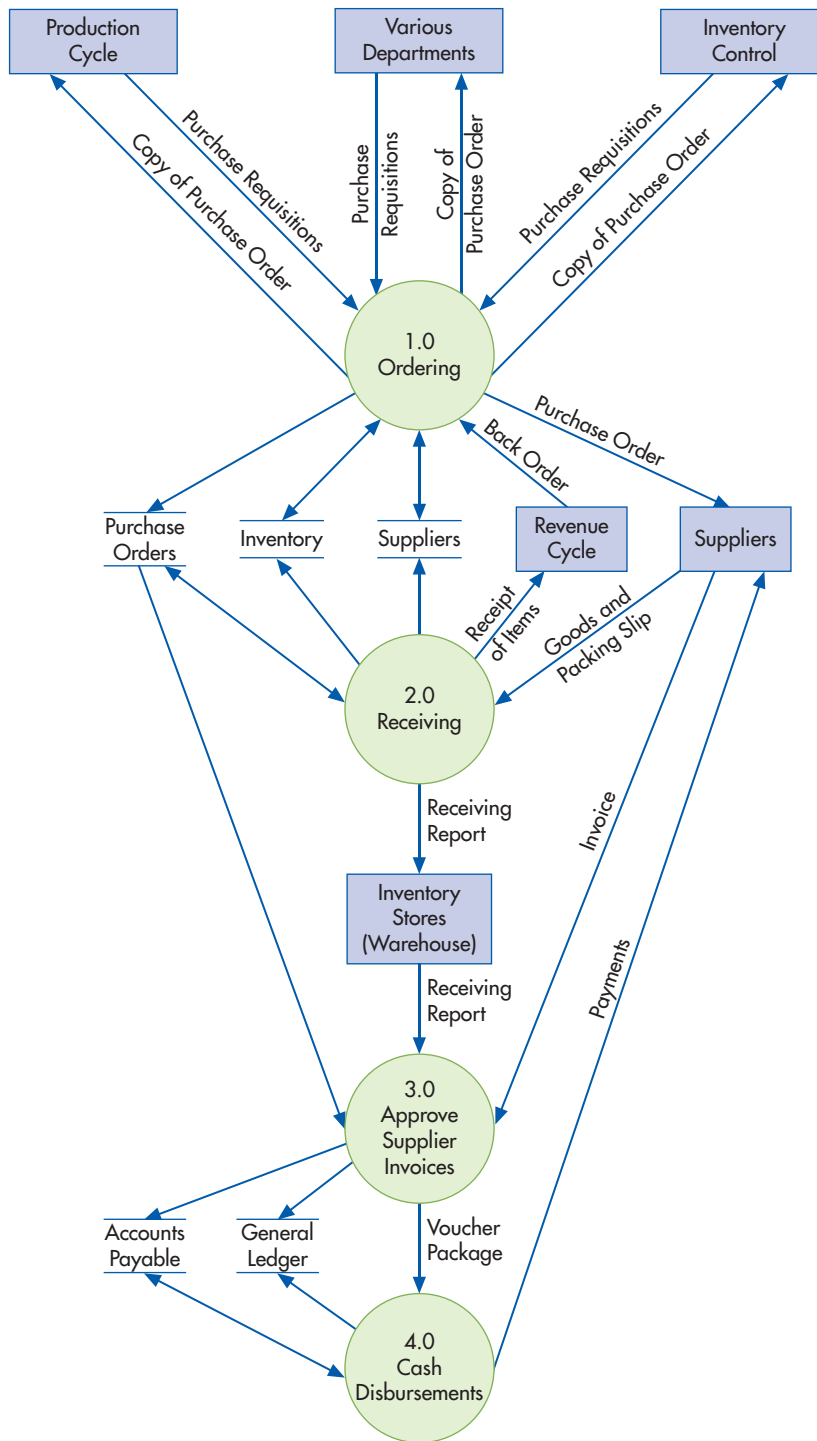 Production
Cycle
Various
Departments
Inventory
Control
Purchase Requisitions
Copy of Purchase Order
Purchase
Requisitions
Copy of
Purchase Order
Purchase Requisitions
Copy of Purchase Order
1.0
Ordering
Purchase Order
Back Order
Purchase
Orders
Inventory
Suppliers
Revenue
Cycle
Suppliers
Receipt
of Items
Goods and
Packing Slip
2.0
Receiving
Receiving
Report
Invoice
Inventory
Stores
(Warehouse)
Payments
Receiving
Report
3.0
Approve
Supplier
Invoices
Accounts
Payable
General
Ledger
Voucher
Package
4.0
Cash
Disbursements